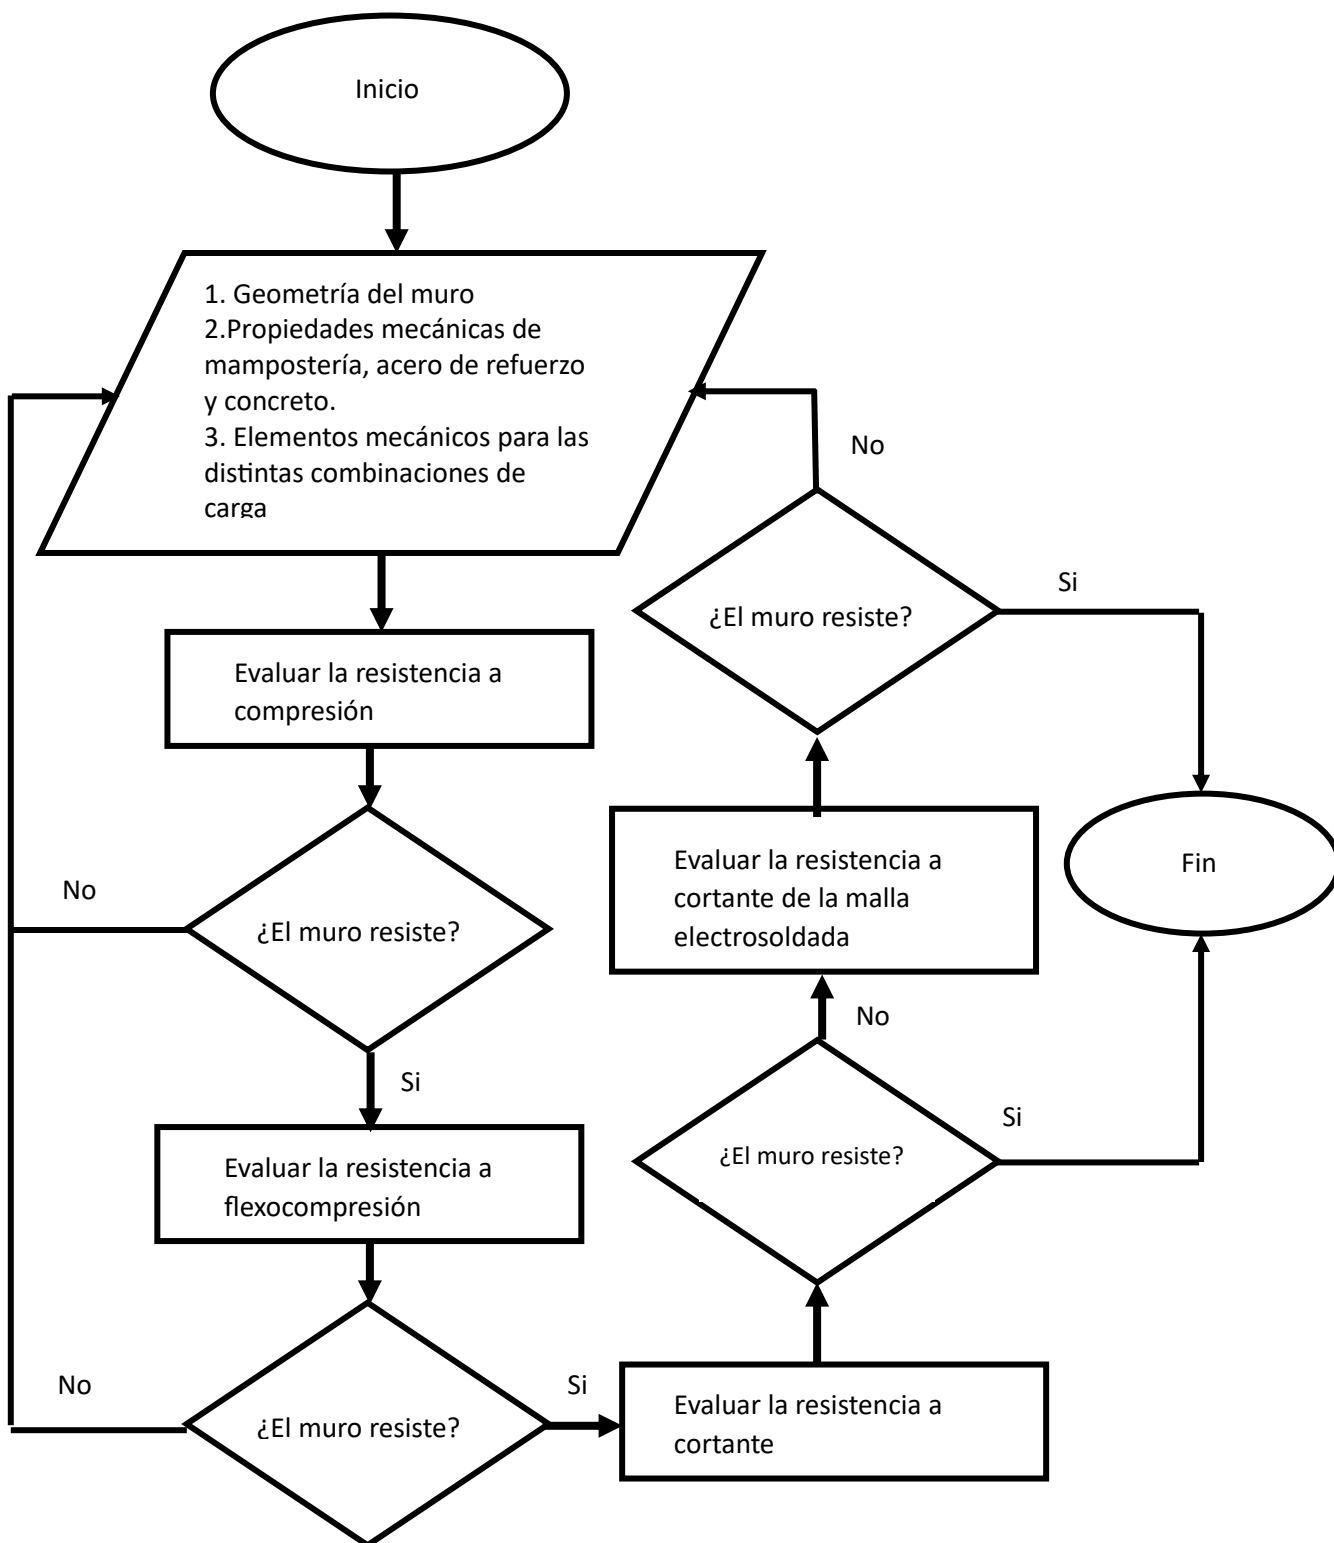 Inicio
1. Geometría del muro
2.Propiedades mecánicas de
mampostería, acero de refuerzo
y concreto.
3. Elementos mecánicos para las
distintas combinaciones de
carga
Evaluar la resistencia a
compresión
No
¿El muro resiste?
Si
Evaluar la resistencia a
flexocompresión
No
¿El muro resiste?
Si
Evaluar la resistencia a
cortante
¿El muro resiste?
Si
No
Evaluar la resistencia a
cortante de la malla
electrosoldada
¿El muro resiste?
No
Si
Fin